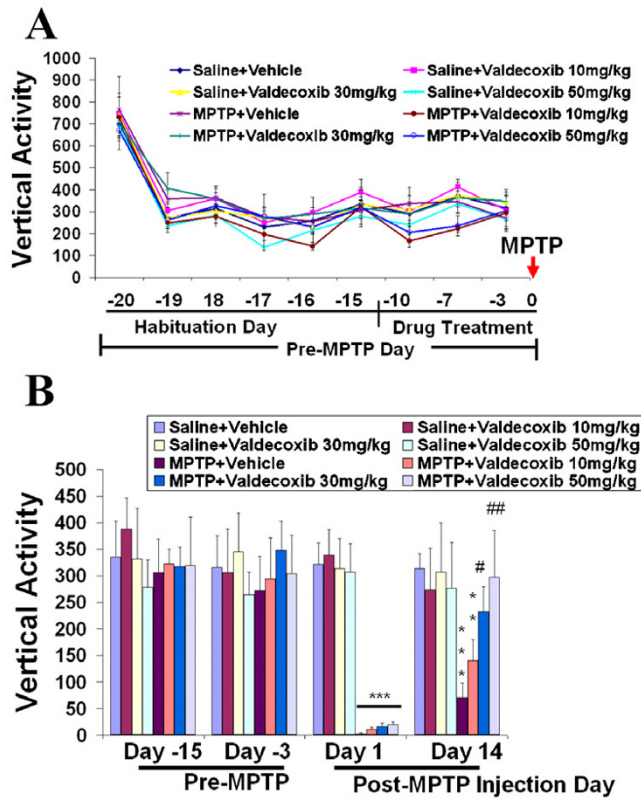 A
Saline+Vehicle Saline+Valdecoxib 10mg/kg
Saline+Valdecoxib 30mg/kg Saline+Valdecoxib 50mg/kg
MPTP+Vehicle MPTP+Valdecoxib 10mg/kg
MPTP+Valdecoxib 30mg/kg MPTP+Valdecoxib 50mg/kg
Vertical Activity
1000
900
800
700
600
500
400
300
200
100
0
MPTP
-20 -19 18 -17 -16 -15 -10 -7 -3 0
Habituation Day Drug Treatment
Pre-MPTP Day
B
Saline+Vehicle Saline+Valdecoxib 10mg/kg
Saline+Valdecoxib 30mg/kg Saline+Valdecoxib 50mg/kg
MPTP+Vehicle MPTP+Valdecoxib 10mg/kg
MPTP+Valdecoxib 30mg/kg MPTP+Valdecoxib 50mg/kg
Vertical Activity
500
450
400
350
300
250
200
150
100
50
0
***
***
**
#
##
Day -15 Day -3 Day 1 Day 14
Pre-MPTP Post-MPTP Injection Day